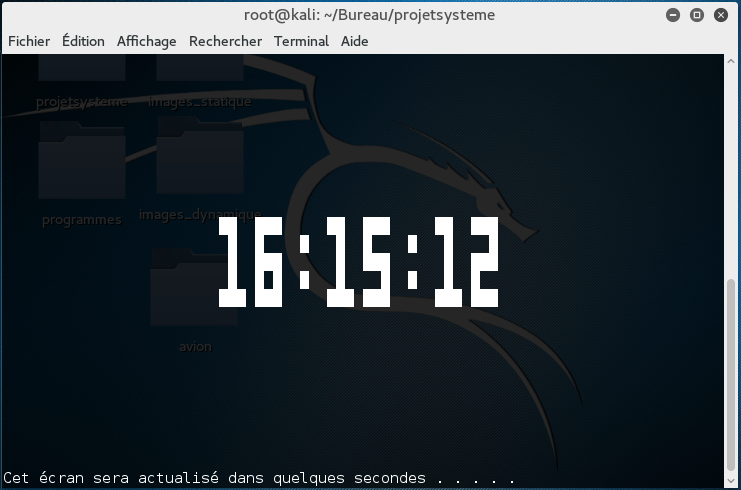 root@kali: ~/Bureau/projetsysteme
Fichier Édition Affichage Rechercher Terminal Aide
projetsysteme images_statique
programmes images_dynamique
16:15:12
avion
Cet écran sera actualisé dans quelques secondes . . . . .